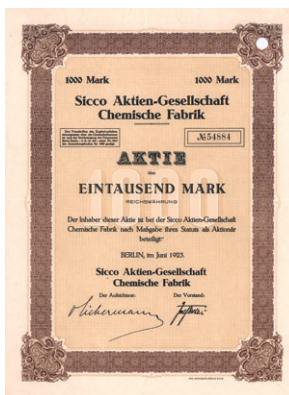 1000 Mark 1000 Mark
Sicco Aktien-Gesellschaft
Chemische Fabrik
№ 54884
AKTIE
über
EINTAUSEND MARK
REICHSWÄHRUNG
1000
Der Inhaber dieser Aktie ist bei der Sicco Aktien-Gesellschaft
Chemische Fabrik nach Maßgabe ihres Statuts als Aktionär
beteiligt.
BERLIN, im Juni 1923.
Sicco Aktien-Gesellschaft
Chemische Fabrik
Der Aufsichtsrat: Der Vorstand: